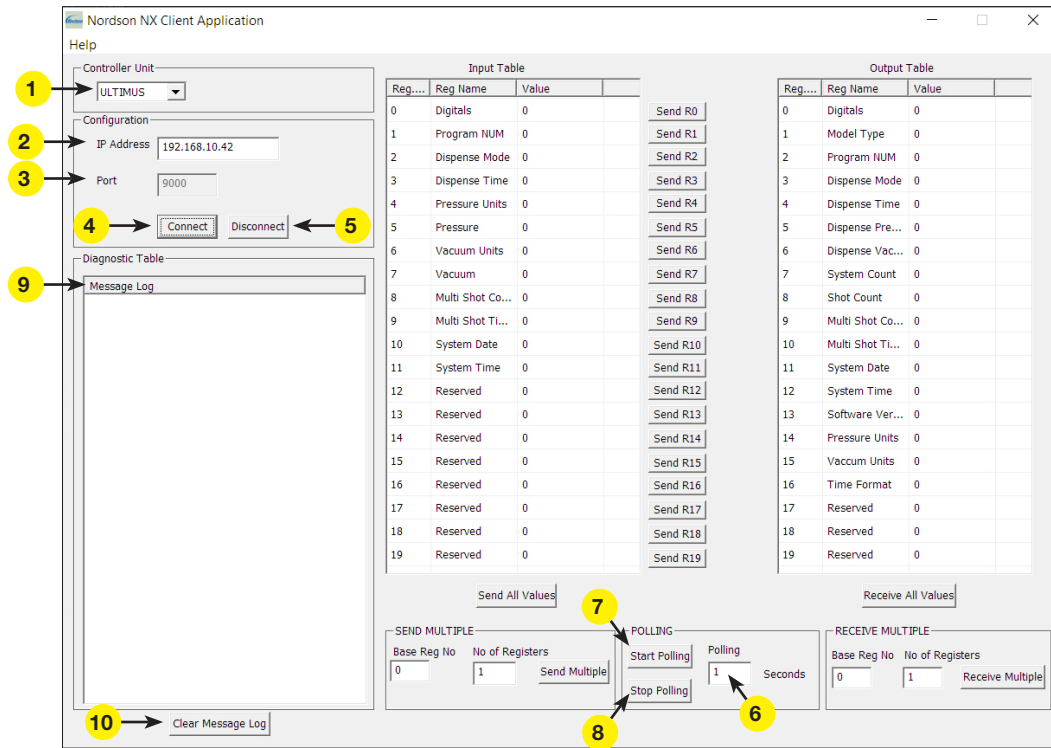 Nordson NX Client Application
Help
Controller Unit
1
ULTIMUS
Configuration
2
IP Address 192.168.10.42
3
Port 9000
4
Connect Disconnect
5
Diagnostic Table
9
Message Log
10
Clear Message Log
Input Table
Reg.... Reg Name Value
0 Digitals 0 Send R0
1 Program NUM 0 Send R1
2 Dispense Mode 0 Send R2
3 Dispense Time 0 Send R3
4 Pressure Units 0 Send R4
5 Pressure 0 Send R5
6 Vacuum Units 0 Send R6
7 Vacuum 0 Send R7
8 Multi Shot Co... 0 Send R8
9 Multi Shot Ti... 0 Send R9
10 System Date 0 Send R10
11 System Time 0 Send R11
12 Reserved 0 Send R12
13 Reserved 0 Send R13
14 Reserved 0 Send R14
15 Reserved 0 Send R15
16 Reserved 0 Send R16
17 Reserved 0 Send R17
18 Reserved 0 Send R18
19 Reserved 0 Send R19
Send All Values
Output Table
Reg.... Reg Name Value
0 Digitals 0
1 Model Type 0
2 Program NUM 0
3 Dispense Mode 0
4 Dispense Time 0
5 Dispense Pre... 0
6 Dispense Vac... 0
7 System Count 0
8 Shot Count 0
9 Multi Shot Co... 0
10 Multi Shot Ti... 0
11 System Date 0
12 System Time 0
13 Software Ver... 0
14 Pressure Units 0
15 Vaccum Units 0
16 Time Format 0
17 Reserved 0
18 Reserved 0
19 Reserved 0
Receive All Values
SEND MULTIPLE
Base Reg No No of Registers
0 1 Send Multiple
7
POLLING
Start Polling
Polling
1 Seconds
Stop Polling
8
6
RECEIVE MULTIPLE
Base Reg No No of Registers
0 1 Receive Multiple